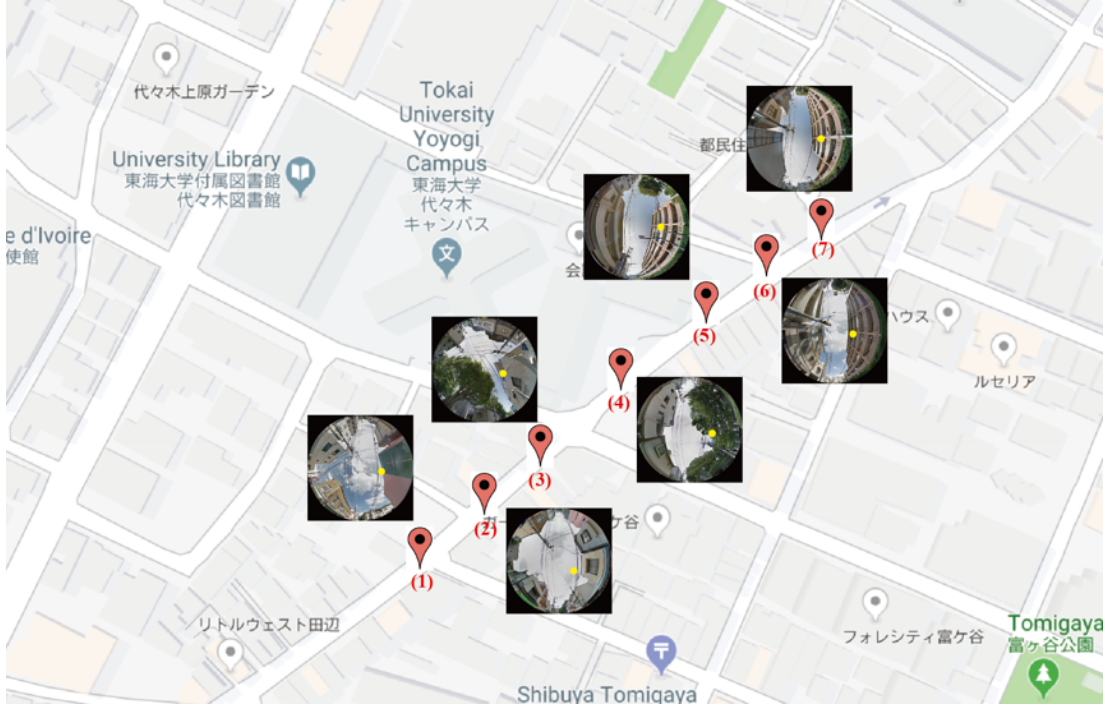 代々木上原ガーデン
Tokai
University
Yoyogi
Campus
東海大学
代々木
キャンパス
University Library
東海大学付属図書館
代々木図書館
e d'Ivoire
使館
都民住
会
文
(7)
(6)
(5)
ハウス
ルセリア
(4)
(3)
(2)
ガー
ケ谷
(1)
リトルウェスト田辺
フォレシティ富ケ谷
Tomigaya
富ヶ谷公園
Shibuya Tomigaya